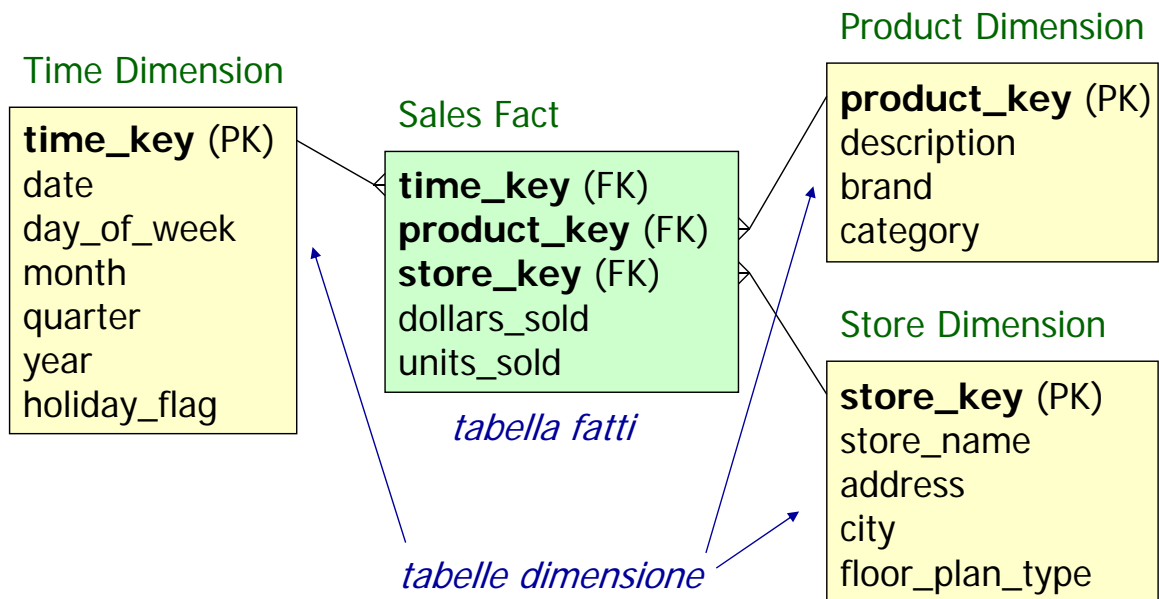 Time Dimension
time_key (PK)
date
day_of_week
month
quarter
year
holiday_flag
Sales Fact
time_key (FK)
product_key (FK)
store_key (FK)
dollars_sold
units_sold
tabella fatti
Product Dimension
product_key (PK)
description
brand
category
Store Dimension
store_key (PK)
store_name
address
city
floor_plan_type
tabelle dimensione